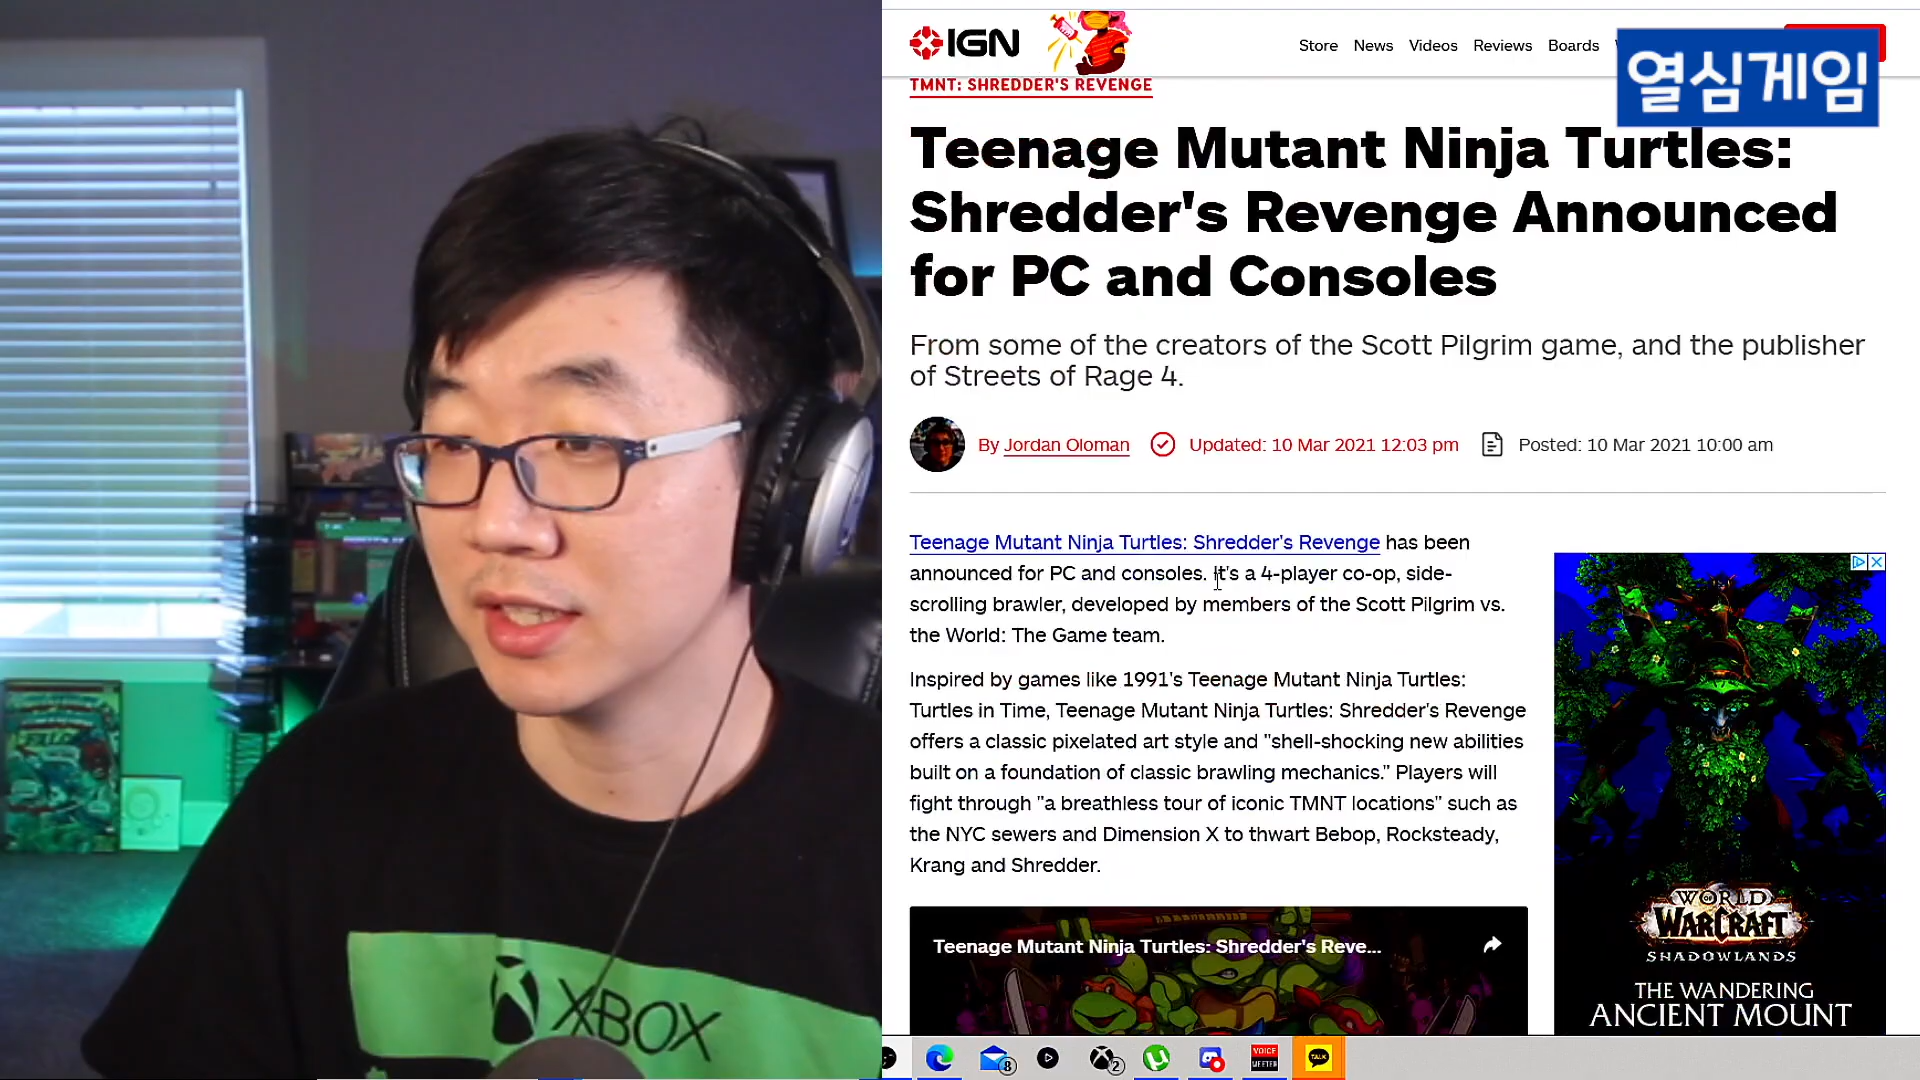 IGN
Store News Videos Reviews Boards
열심게임
TMNT: SHREDDER'S REVENGE
Teenage Mutant Ninja Turtles:
Shredder's Revenge Announced
for PC and Consoles
From some of the creators of the Scott Pilgrim game, and the publisher
of Streets of Rage 4.
By Jordan Oloman Updated: 10 Mar 2021 12:03 pm Posted: 10 Mar 2021 10:00 am
Teenage Mutant Ninja Turtles: Shredder's Revenge has been
announced for PC and consoles. It's a 4-player co-op, side-
scrolling brawler, developed by members of the Scott Pilgrim vs.
the World: The Game team.
Inspired by games like 1991's Teenage Mutant Ninja Turtles:
Turtles in Time, Teenage Mutant Ninja Turtles: Shredder's Revenge
offers a classic pixelated art style and "shell-shocking new abilities
built on a foundation of classic brawling mechanics." Players will
fight through "a breathless tour of iconic TMNT locations" such as
the NYC sewers and Dimension X to thwart Bebop, Rocksteady,
Krang and Shredder.
Teenage Mutant Ninja Turtles: Shredder's Reve...
WORLD
OF
WARCRAFT
SHADOWLANDS
THE WANDERING
ANCIENT MOUNT
XBOX
8
2
VOICE
MEETER
TALK